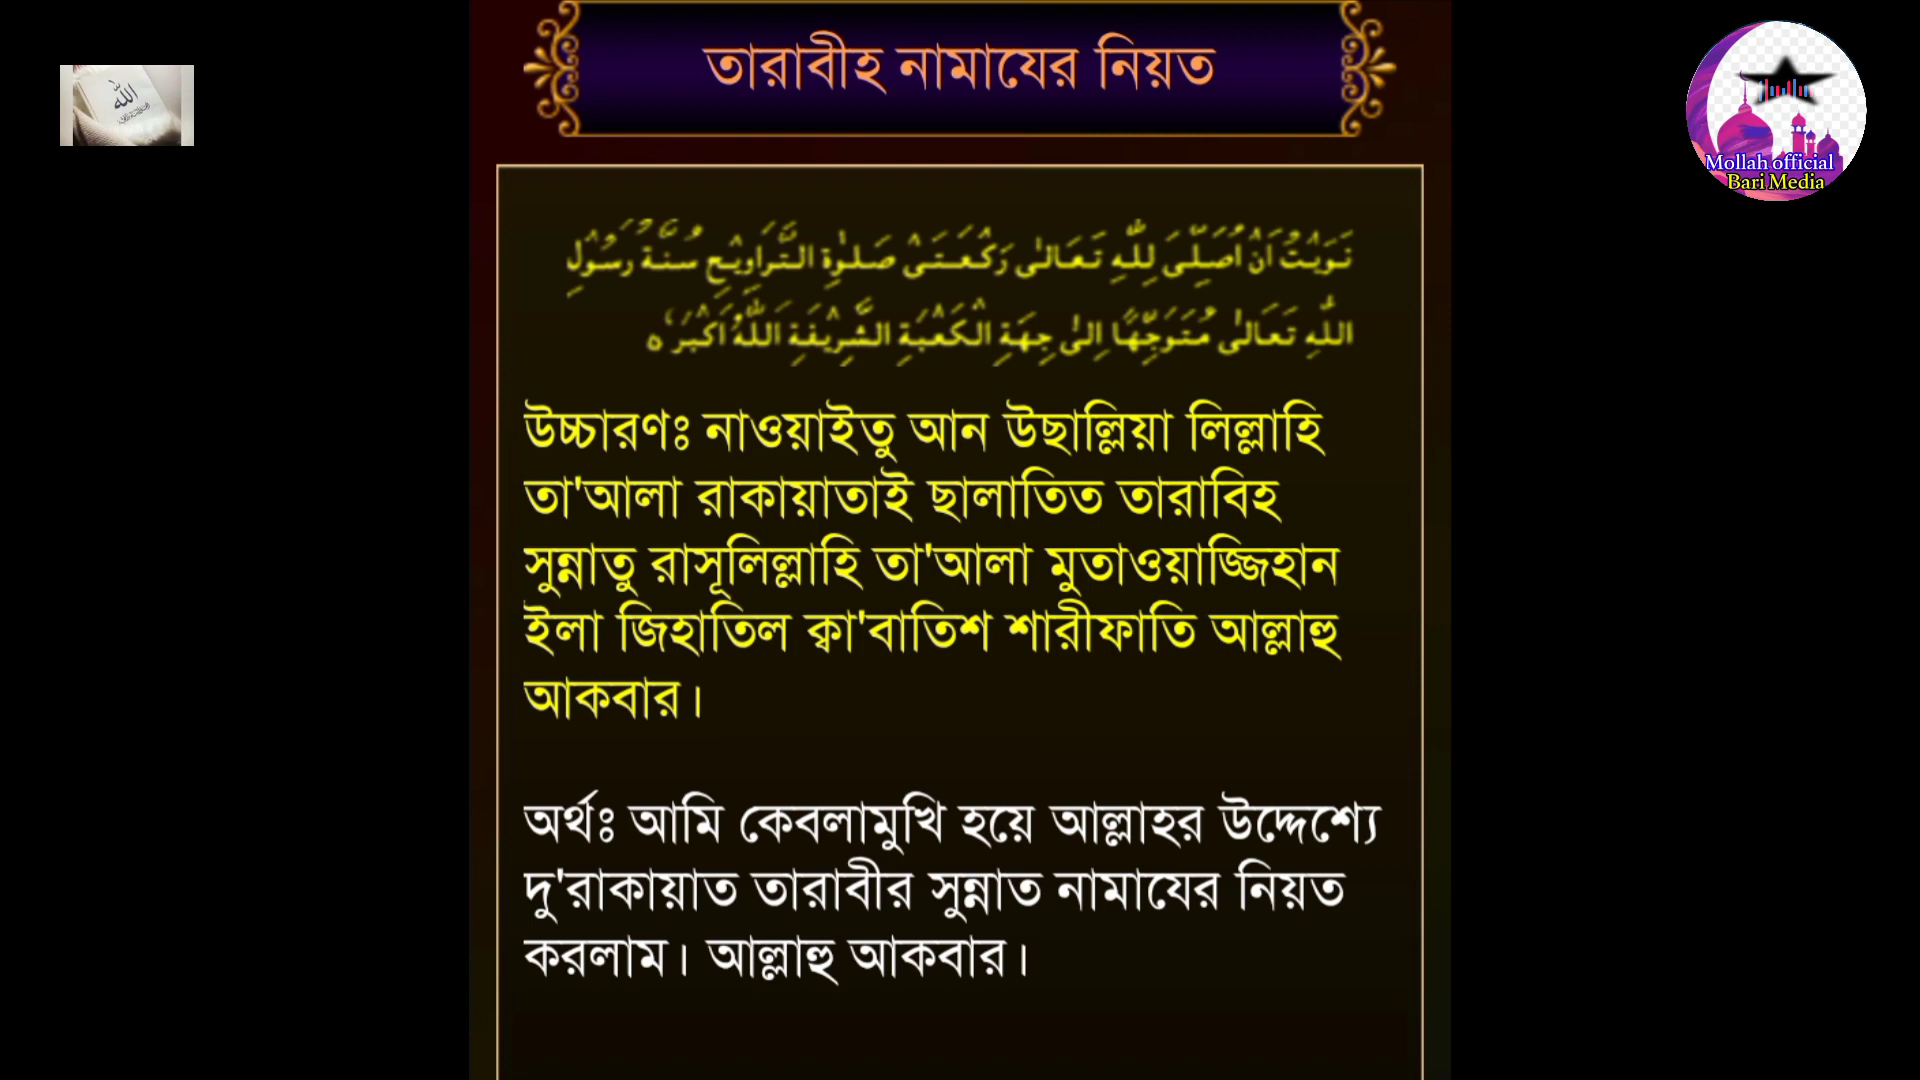 তারাবীহ নামাযের নিয়ত
الله
Mollah official
Bari Media
نَوَيْتُ اَنْ اُصَلِّىَ لِلّٰهِ تَعَالٰى رَكْعَتَىْ صَلٰوةِ التَّرَاوِيْحِ سُنَّةُ رَسُوْلِ
اللّٰهِ تَعَالٰى مُتَوَجِّهًا اِلٰى جِهَةِ الْكَعْبَةِ الشَّرِيْفَةِ اَللّٰهُ اَكْبَرُ ه
উচ্চারণঃ নাওয়াইতু আন উছাল্লিয়া লিল্লাহি
তা'আলা রাকায়াতাই ছালাতিত তারাবিহ
সুন্নাতু রাসূলিল্লাহি তা'আলা মুতাওয়াজ্জিহান
ইলা জিহাতিল ক্বা'বাতিশ শারীফাতি আল্লাহু
আকবার।
অর্থঃ আমি কেবলামুখি হয়ে আল্লাহর উদ্দেশ্যে
দু'রাকায়াত তারাবীর সুন্নাত নামাযের নিয়ত
করলাম। আল্লাহু আকবার।